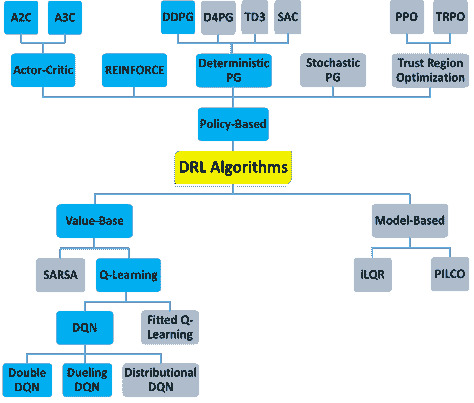 A2C A3C DDPG D4PG TD3 SAC PPO TRPO
Actor-Critic
REINFORCE
Deterministic
PG
Stochastic
PG
Trust Region
Optimization
Policy-Based
DRL Algorithms
Value-Base
Model-Based
SARSA
Q-Learning
iLQR
PILCO
DQN
Fitted Q-
Learning
Double
DQN
Dueling
DQN
Distributional
DQN